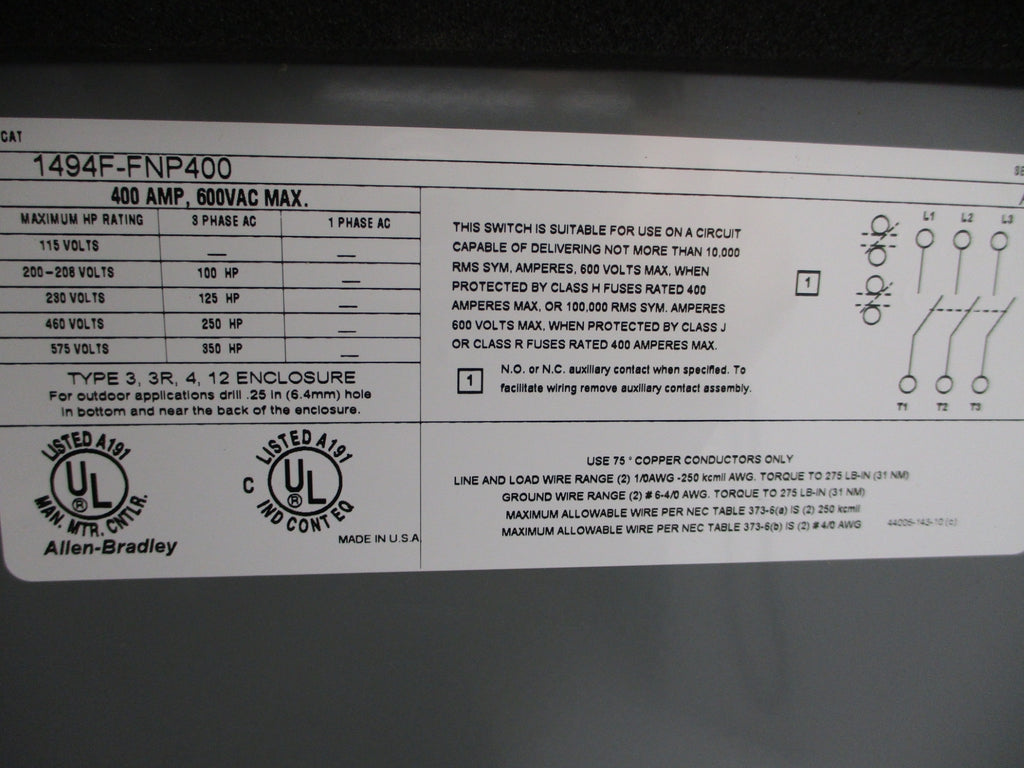 CAT
1494F-FNP400
400 AMP, 600VAC MAX.
MAXIMUM HP RATING 3 PHASE AC 1 PHASE AC
115 VOLTS — —
200-208 VOLTS 100 HP —
230 VOLTS 125 HP —
460 VOLTS 250 HP —
575 VOLTS 350 HP —
TYPE 3, 3R, 4, 12 ENCLOSURE
For outdoor applications drill .25 in (6.4mm) hole
in bottom and near the back of the enclosure.
THIS SWITCH IS SUITABLE FOR USE ON A CIRCUIT
CAPABLE OF DELIVERING NOT MORE THAN 10,000
RMS SYM. AMPERES, 600 VOLTS MAX, WHEN
PROTECTED BY CLASS H FUSES RATED 400
AMPERES MAX, OR 100,000 RMS SYM. AMPERES
600 VOLTS MAX, WHEN PROTECTED BY CLASS J
OR CLASS R FUSES RATED 400 AMPERES MAX.
1 N.O. or N.C. auxiliary contact when specified. To
facilitate wiring remove auxiliary contact assembly.
1
L1 L2 L3
T1 T2 T3
LISTED A191
UL
®
MAN. MTR. CNTLR.
Allen-Bradley
LISTED A191
C UL
®
IND CONT EQ
MADE IN U.S.A
USE 75 ° COPPER CONDUCTORS ONLY
LINE AND LOAD WIRE RANGE (2) 1/0AWG -250 kcmil AWG. TORQUE TO 275 LB-IN (31 NM)
GROUND WIRE RANGE (2) # 6-4/0 AWG. TORQUE TO 275 LB-IN (31 NM)
MAXIMUM ALLOWABLE WIRE PER NEC TABLE 373-6(a) IS (2) 250 kcmil
MAXIMUM ALLOWABLE WIRE PER NEC TABLE 373-6(b) IS (2) # 4/0 AWG